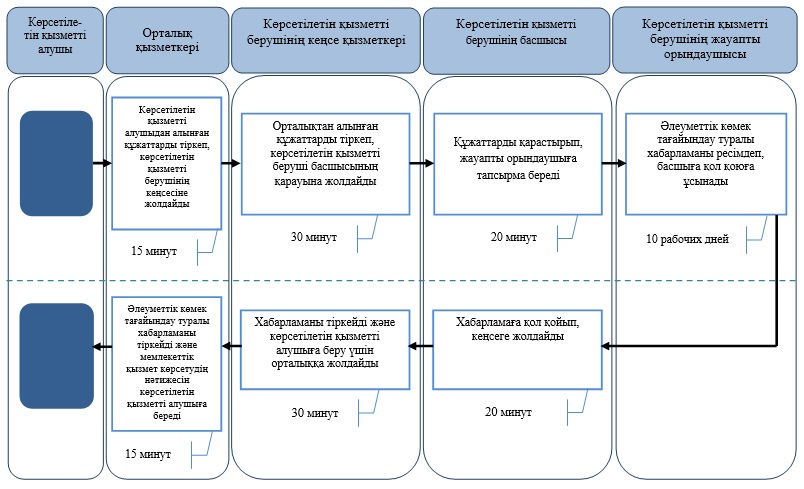 Көрсетіле-
тін қызметті
алушы
Орталық
қызметкері
Көрсетілетін қызметті
берушінің кеңсе қызметкері
Көрсетілетін қызметті
берушінің басшысы
Көрсетілетін қызметті
берушінің жауапты
орындаушысы
Көрсетілетін
қызметті
алушыдан алынған
құжаттарды тіркеп,
көрсетілетін
қызметті
берушінің
кеңсесіне
жолдайды
15 минут
Орталықтан алынған
құжаттарды тіркеп,
көрсетілетін қызметті
беруші басшысының
қарауына жолдайды
30 минут
Құжаттарды қарастырып,
жауапты орындаушыға
тапсырма береді
20 минут
Әлеуметтік көмек
тағайындау туралы
хабарламаны ресімдеп,
басшыға қол қоюға
ұсынады
10 рабочих дней
Әлеуметтік көмек
тағайындау туралы
хабарламаны
тіркейді және
мемлекеттік
қызмет көрсетудің
нәтижесін
көрсетілетін
қызметті алушыға
береді
15 минут
Хабарламаны тіркейді және
көрсетілетін қызметті
алушыға беру үшін
орталыққа жолдайды
30 минут
Хабарламаға қол қойып,
кеңсеге жолдайды
20 минут